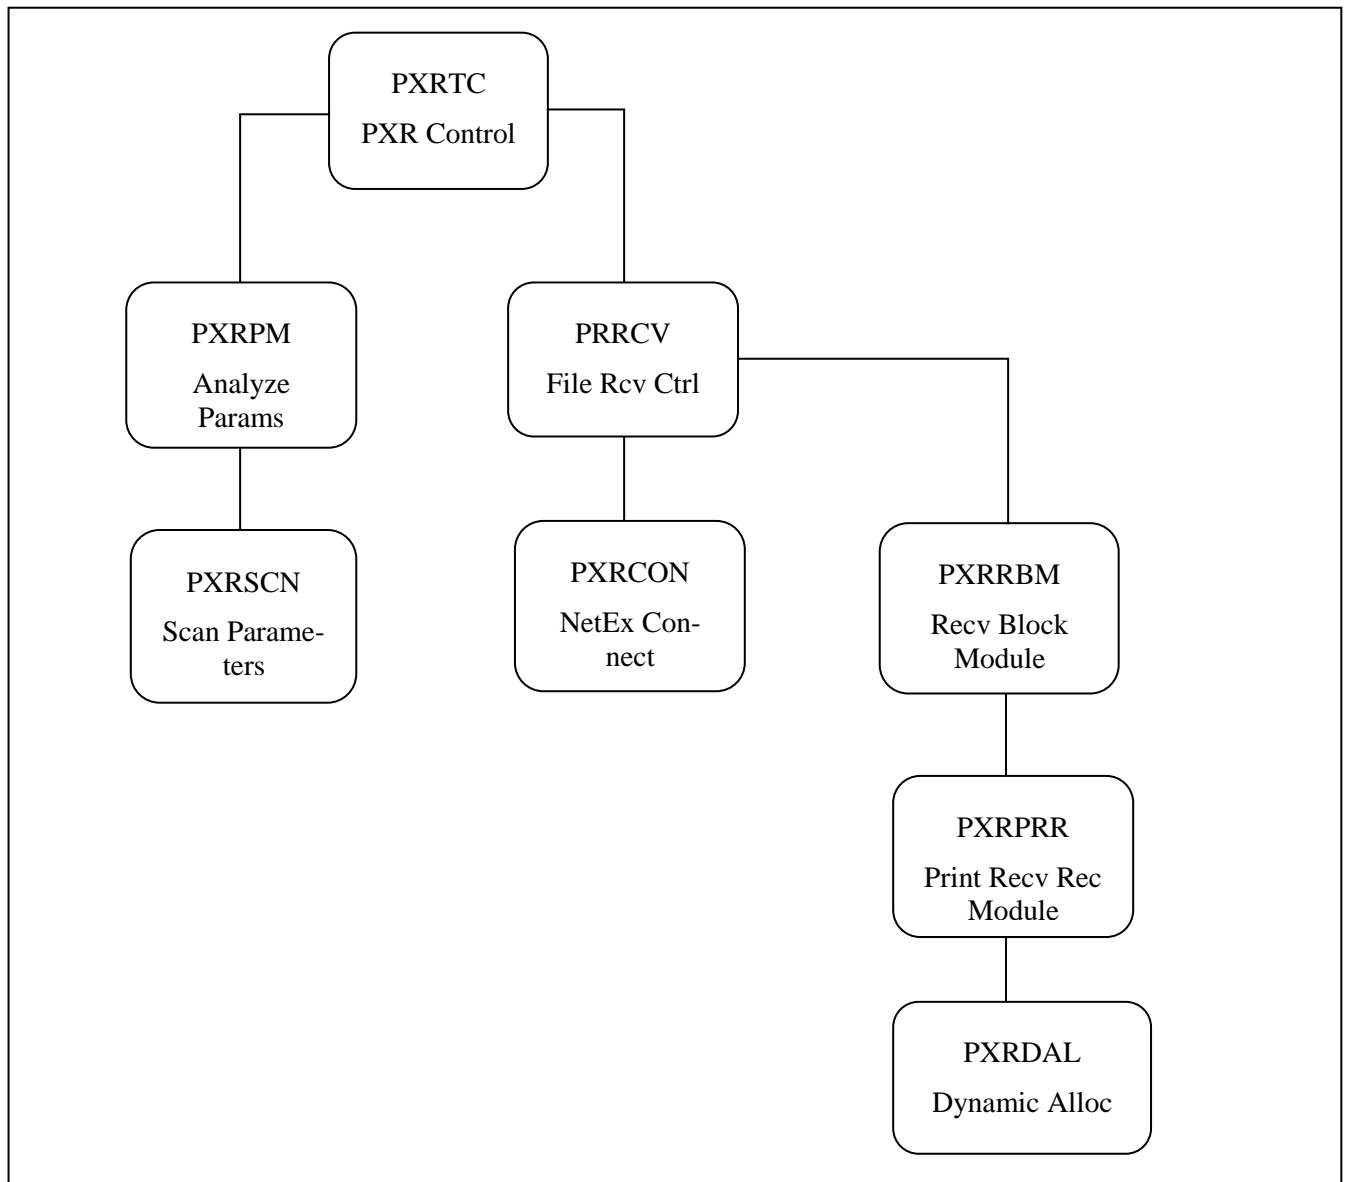 PXRTC
PXR Control
PXRPM
Analyze
Params
PRRCV
File Rcv Ctrl
PXRSCN
Scan Parame-
ters
PXRCON
NetEx Con-
nect
PXRRBM
Recv Block
Module
PXRPRR
Print Recv Rec
Module
PXRDAL
Dynamic Alloc